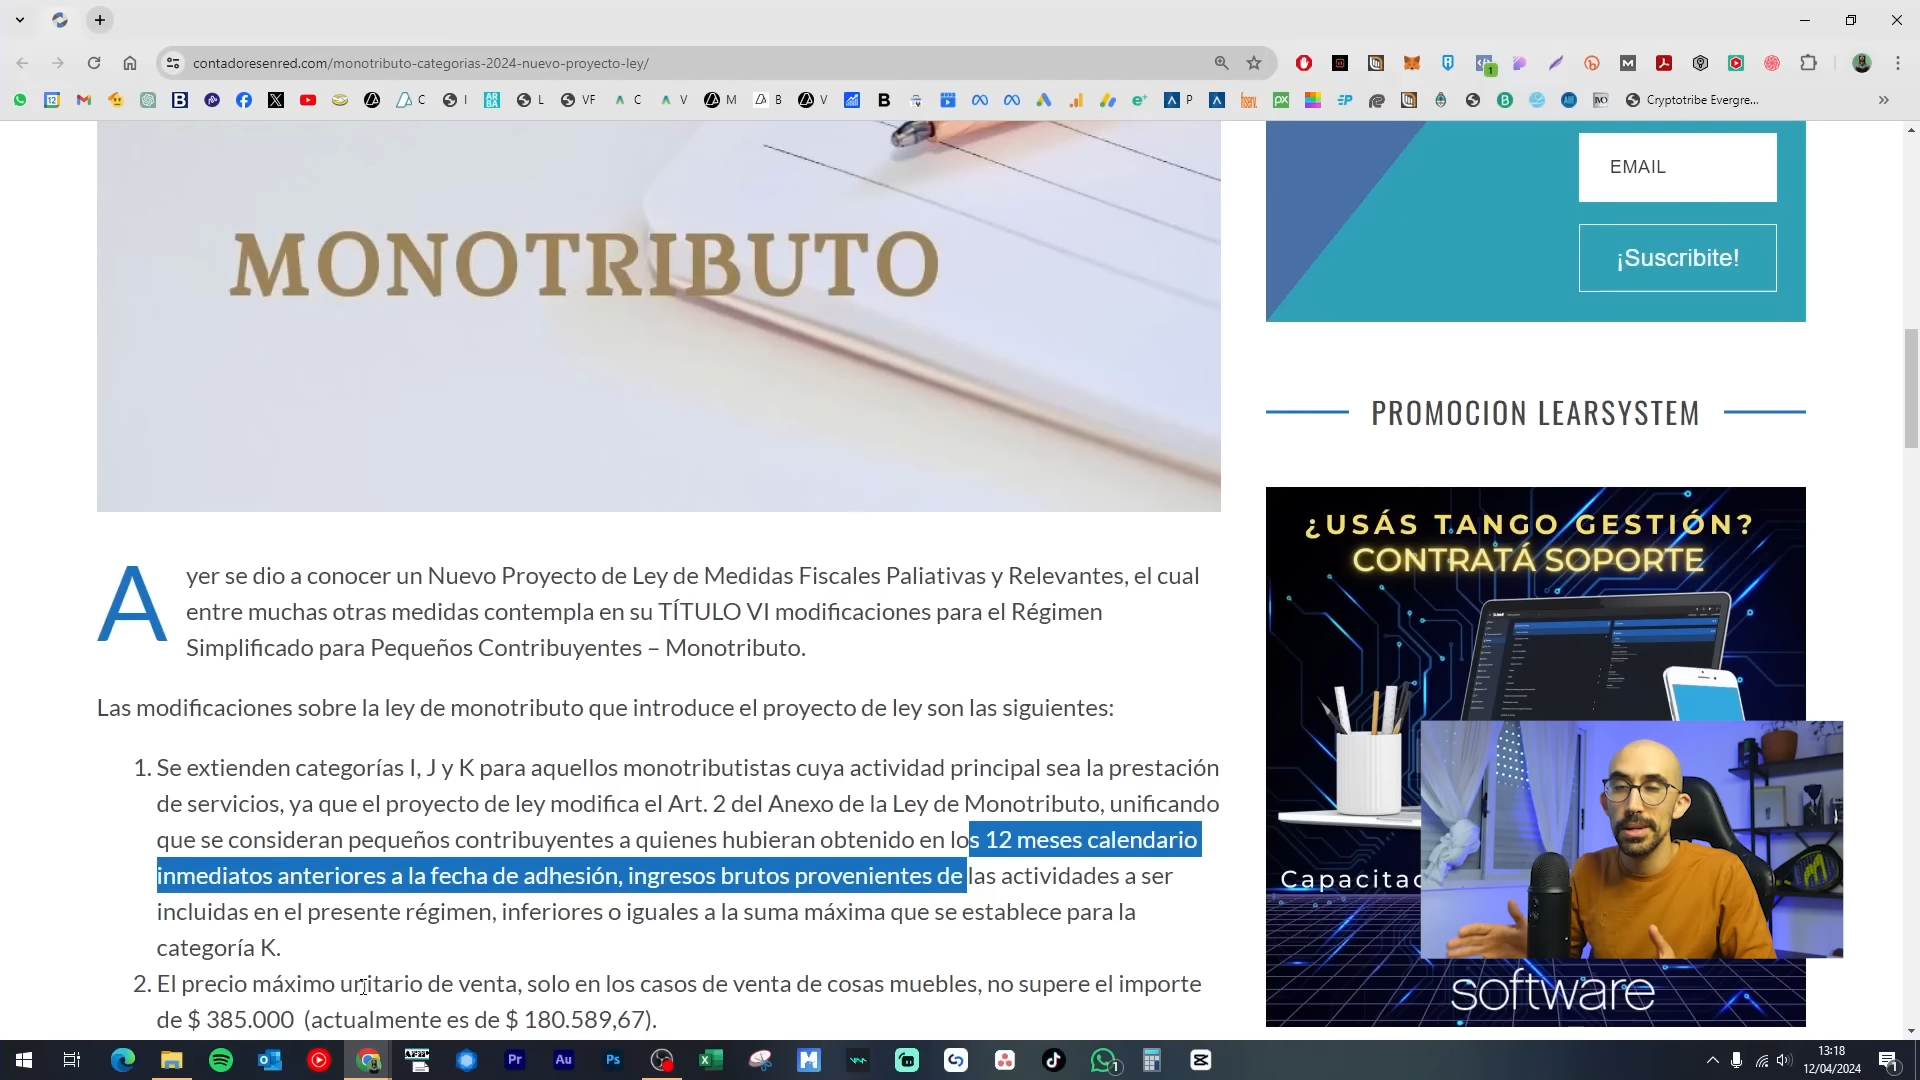 contadoresenred.com/monotributo-categorias-2024-nuevo-proyecto-ley/
C
I
L
VF
C
V
M
B
V
P
Cryptotribe Evergre...
MONOTRIBUTO
EMAIL
¡Suscribite!
PROMOCION LEARSYSTEM
¿USÁS TANGO GESTIÓN?
CONTRATÁ SOPORTE
Capacitac
software
Ayer se dio a conocer un Nuevo Proyecto de Ley de Medidas Fiscales Paliativas y Relevantes, el cual
entre muchas otras medidas contempla en su TÍTULO VI modificaciones para el Régimen
Simplificado para Pequeños Contribuyentes – Monotributo.
Las modificaciones sobre la ley de monotributo que introduce el proyecto de ley son las siguientes:
1. Se extienden categorías I, J y K para aquellos monotributistas cuya actividad principal sea la prestación
de servicios, ya que el proyecto de ley modifica el Art. 2 del Anexo de la Ley de Monotributo, unificando
que se consideran pequeños contribuyentes a quienes hubieran obtenido en los 12 meses calendario
inmediatos anteriores a la fecha de adhesión, ingresos brutos provenientes de las actividades a ser
incluidas en el presente régimen, inferiores o iguales a la suma máxima que se establece para la
categoría K.
2. El precio máximo unitario de venta, solo en los casos de venta de cosas muebles, no supere el importe
de $ 385.000 (actualmente es de $ 180.589,67).
13:18
12/04/2024